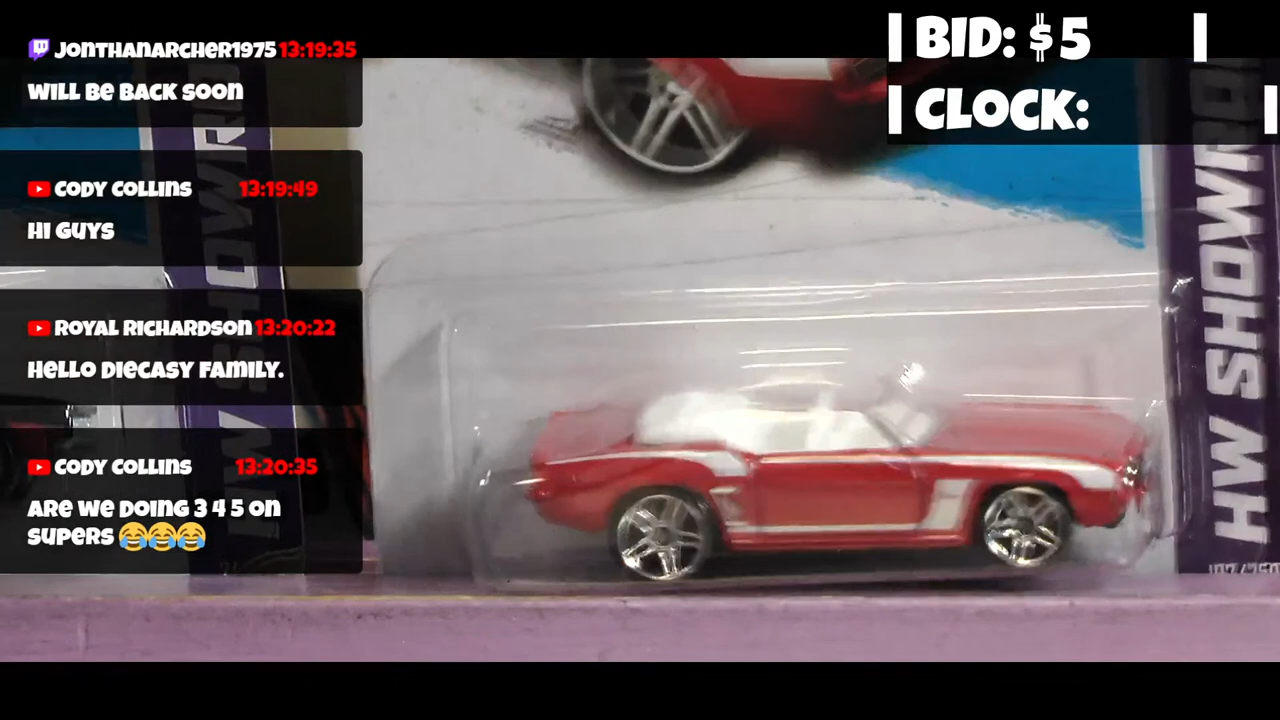 JONTHANARCHER1975 13:19:35
WILL BE BACK SOON
CODY COLLINS 13:19:49
HI GUYS
ROYAL RICHARDSON 13:20:22
HELLO DIECASY FAMILY.
CODY COLLINS 13:20:35
ARE WE DOING 3 4 5 ON
SUPERS 😂😂😂
| BID: $5 |
| CLOCK: |
HW SHOWRO
HW SHOWRO